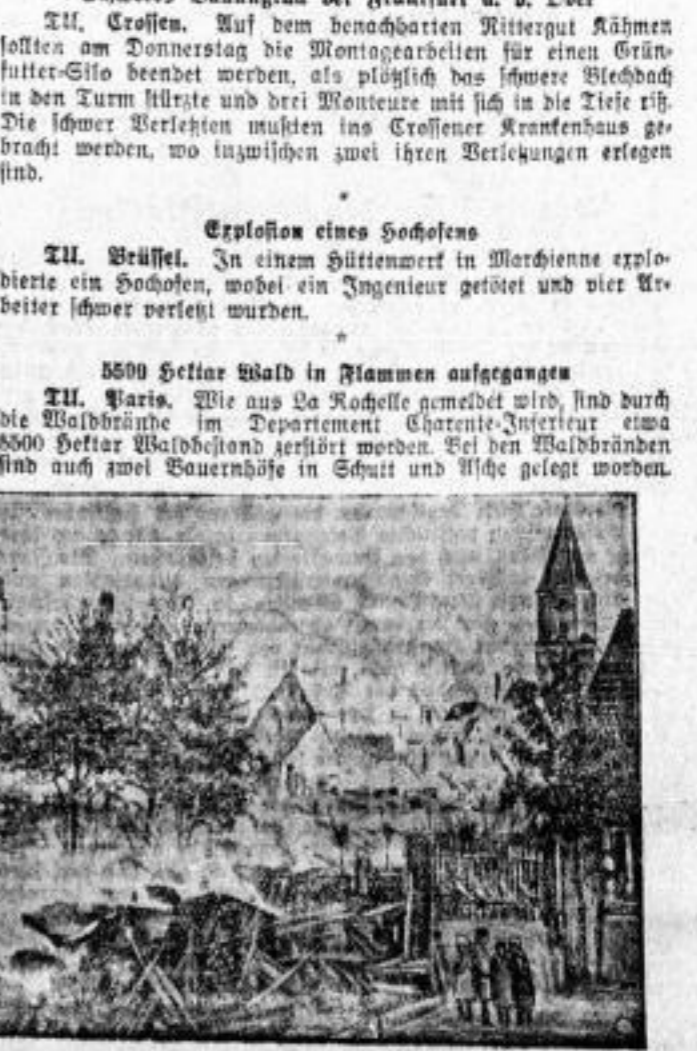 Schweres Bauunglück bei Frankfurt a. d. Oder
TU. Crossen. Auf dem benachbarten Rittergut Kähmen
sollten am Donnerstag die Montagearbeiten für einen Grün-
futter-Silo beendet werden, als plötzlich das schwere Blechdach
in den Turm stürzte und drei Monteure mit sich in die Tiefe riß.
Die schwer Verletzten mußten ins Crossener Krankenhaus ge-
bracht werden, wo inzwischen zwei ihren Verletzungen erlegen
sind.
*
Explosion eines Hochofens
TU. Brüssel. In einem Hüttenwerk in Marchienne explo-
dierte ein Hochofen, wobei ein Ingenieur getötet und vier Ar-
beiter schwer verletzt wurden.
*
5500 Hektar Wald in Flammen aufgegangen
TU. Paris. Wie aus La Rochelle gemeldet wird, sind durch
die Waldbrände im Departement Charente-Inferieur etwa
5500 Hektar Waldbestand zerstört worden. Bei den Waldbränden
sind auch zwei Bauernhöfe in Schutt und Asche gelegt worden.